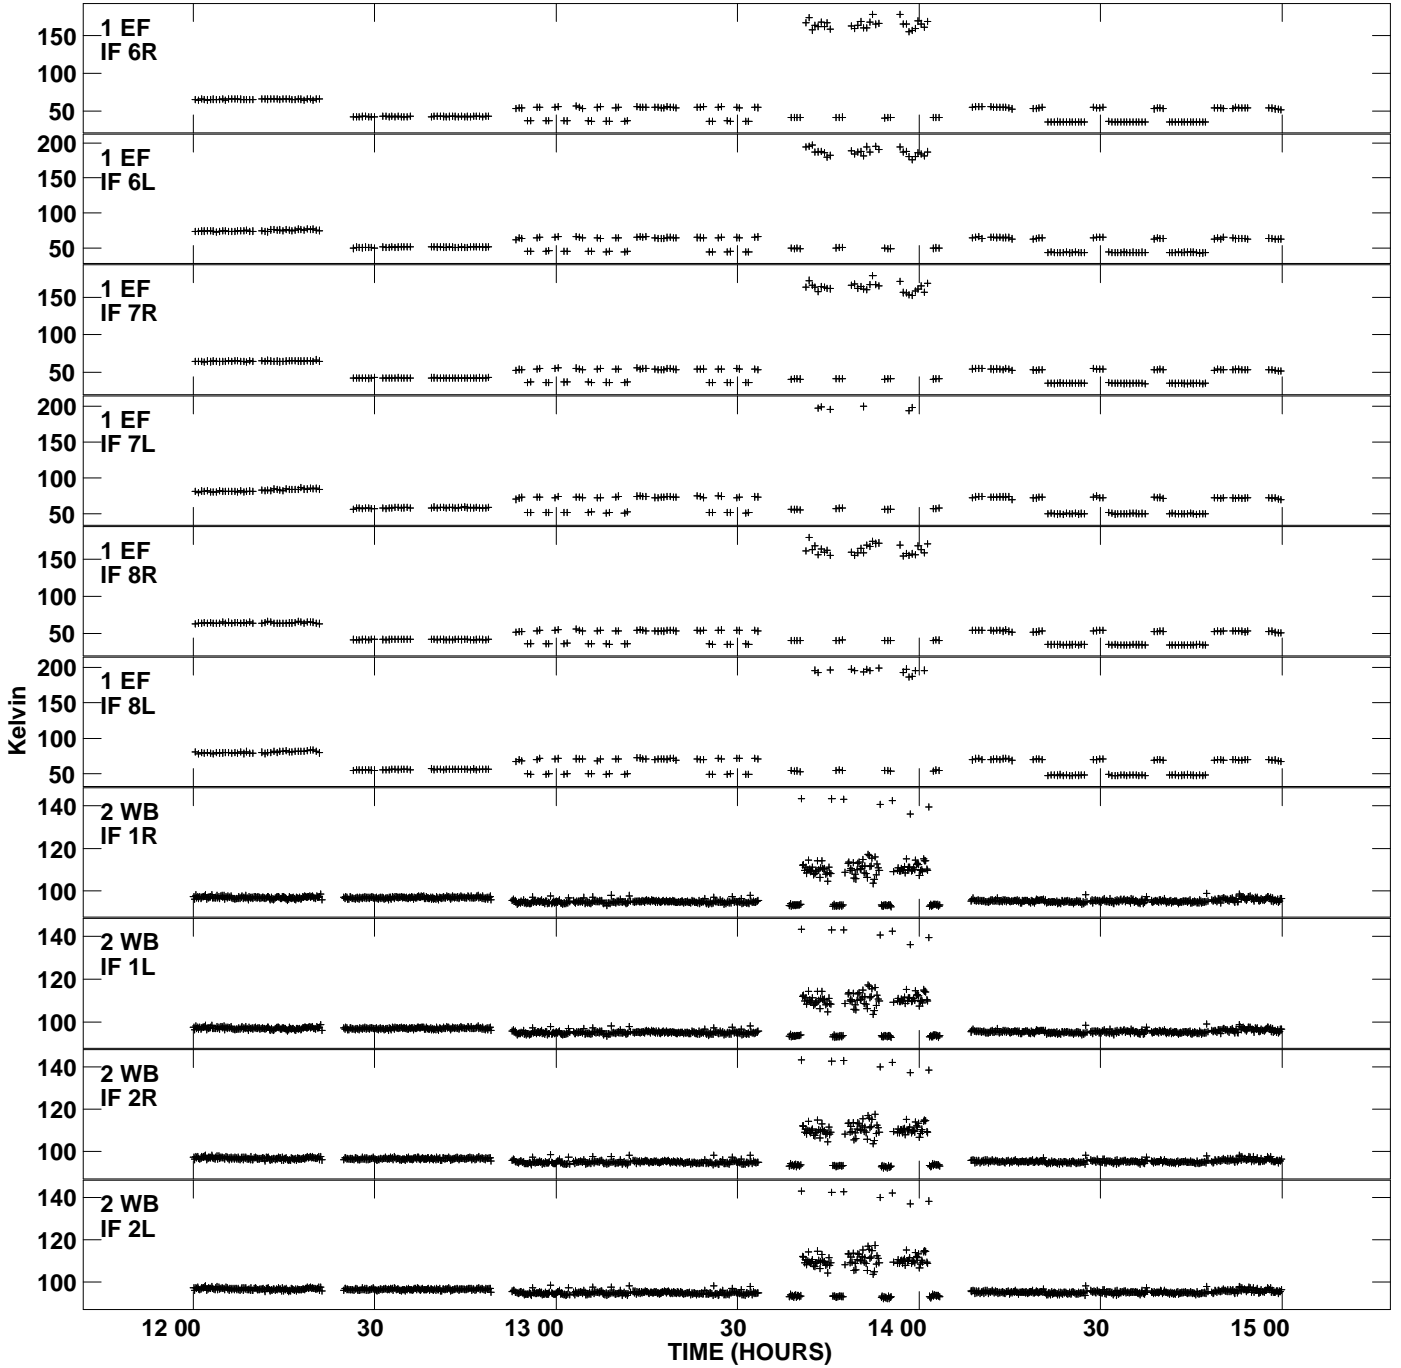 1 EF
IF 6R
150
100
50
1 EF
IF 6L
200
150
100
50
1 EF
IF 7R
150
100
50
1 EF
IF 7L
200
150
100
50
1 EF
IF 8R
150
100
50
1 EF
IF 8L
200
150
100
50
Kelvin
2 WB
IF 1R
140
120
100
2 WB
IF 1L
140
120
100
2 WB
IF 2R
140
120
100
2 WB
IF 2L
140
120
100
12 00 30 13 00 30 14 00 30 15 00
TIME (HOURS)